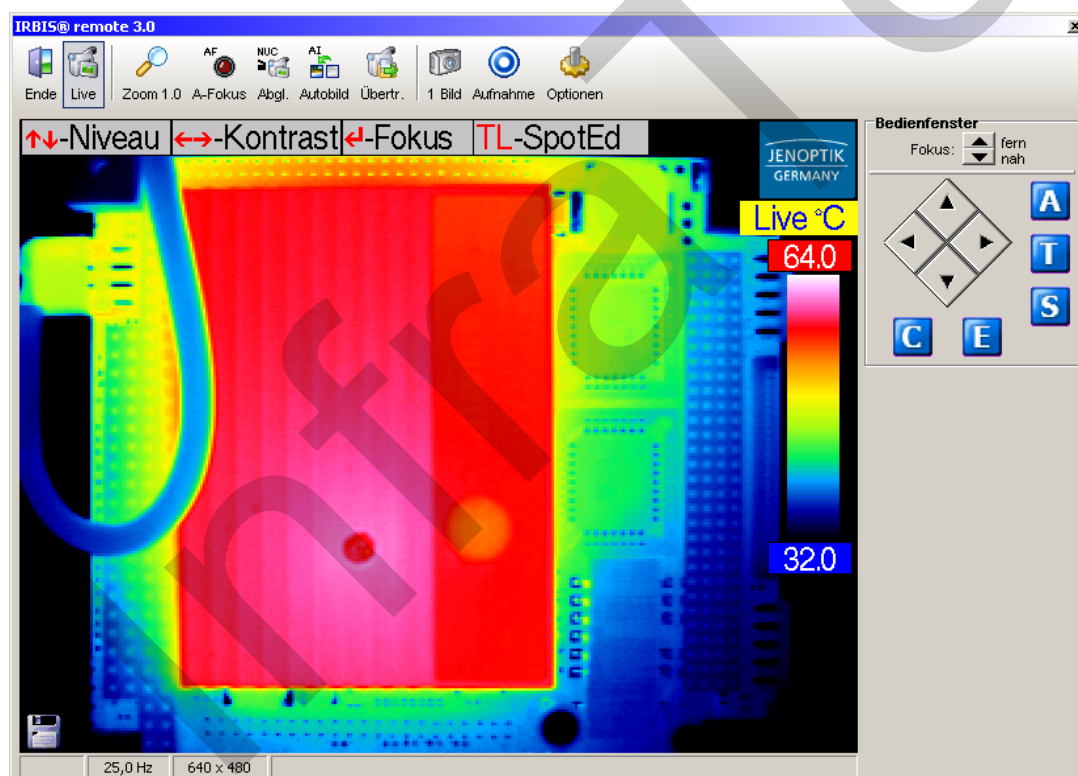 IRBIS® remote 3.0
AF NUC AI
Ende Live Zoom 1.0 A-Fokus Abgl. Autobild Übertr. 1 Bild Aufnahme Optionen
↑↓-Niveau ←→-Kontrast ↵-Fokus TL-SpotEd
JENOPTIK
GERMANY
Live °C
64.0
32.0
Bedienfenster
Fokus: fern
nah
A
T
S
C E
25,0 Hz 640 x 480